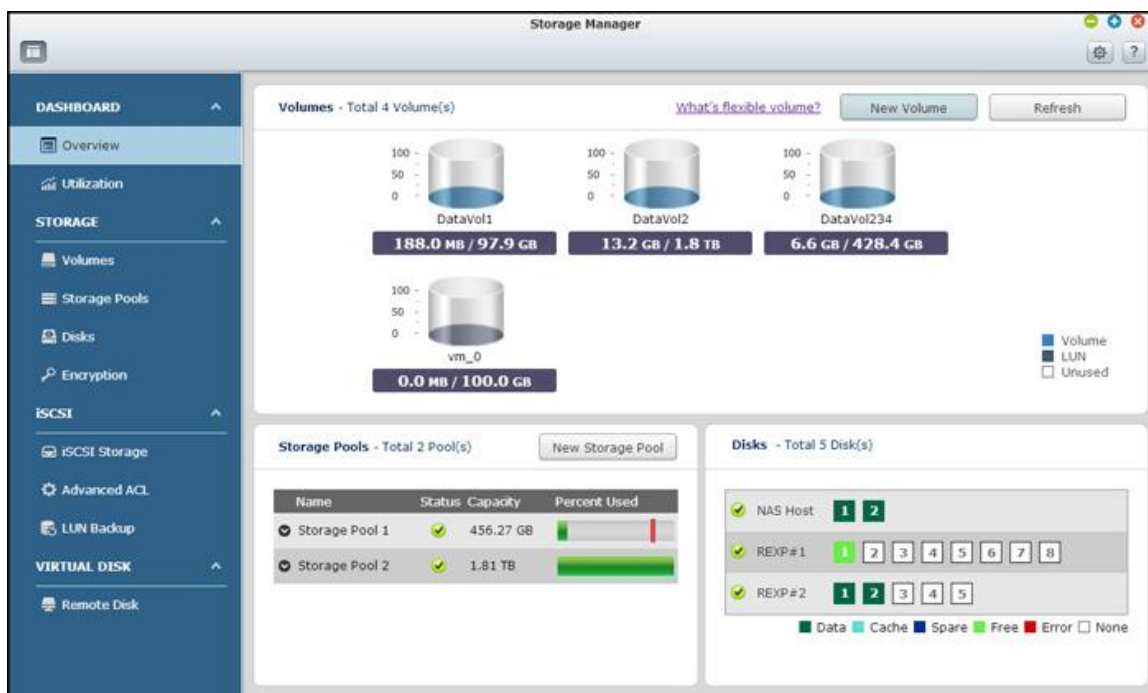 Storage Manager
?
DASHBOARD
Overview
Utilization
STORAGE
Volumes
Storage Pools
Disks
Encryption
iSCSI
iSCSI Storage
Advanced ACL
LUN Backup
VIRTUAL DISK
Remote Disk
Volumes - Total 4 Volume(s) What's flexible volume? New Volume Refresh
100 50 0 100 50 0 100 50 0
DataVol1 DataVol2 DataVol234
188.0 MB / 97.9 GB 13.2 GB / 1.8 TB 6.6 GB / 428.4 GB
100
50
0
vm_0
0.0 MB / 100.0 GB
Volume
LUN
Unused
Storage Pools - Total 2 Pool(s) New Storage Pool
Name Status Capacity Percent Used
Storage Pool 1 456.27 GB
Storage Pool 2 1.81 TB
Disks - Total 5 Disk(s)
NAS Host 1 2
REXP#1 1 2 3 4 5 6 7 8
REXP#2 1 2 3 4 5
Data Cache Spare Free Error None